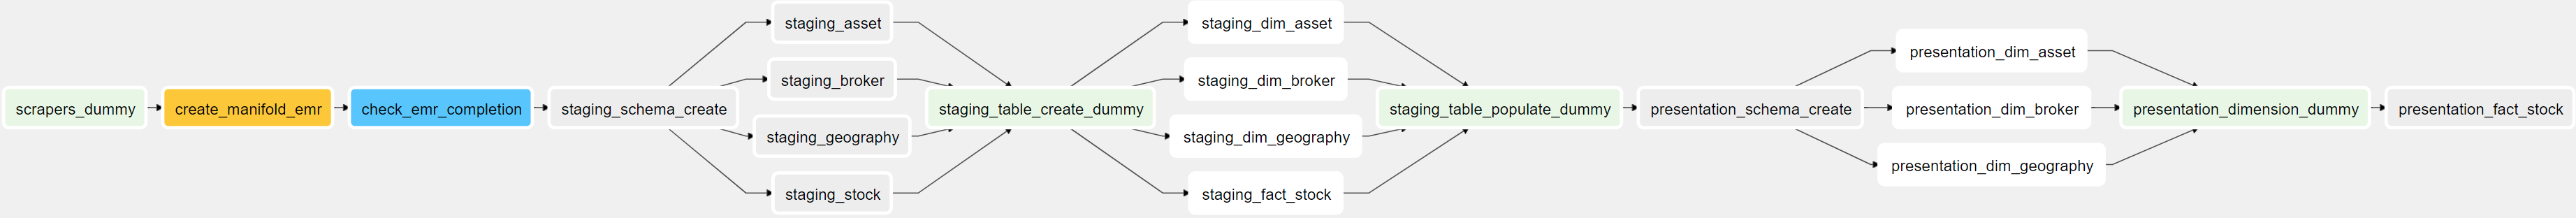 scrapers_dummy
create_manifold_emr
check_emr_completion
staging_schema_create
staging_asset
staging_broker
staging_geography
staging_stock
staging_table_create_dummy
staging_dim_asset
staging_dim_broker
staging_dim_geography
staging_fact_stock
staging_table_populate_dummy
presentation_schema_create
presentation_dim_asset
presentation_dim_broker
presentation_dim_geography
presentation_dimension_dummy
presentation_fact_stock